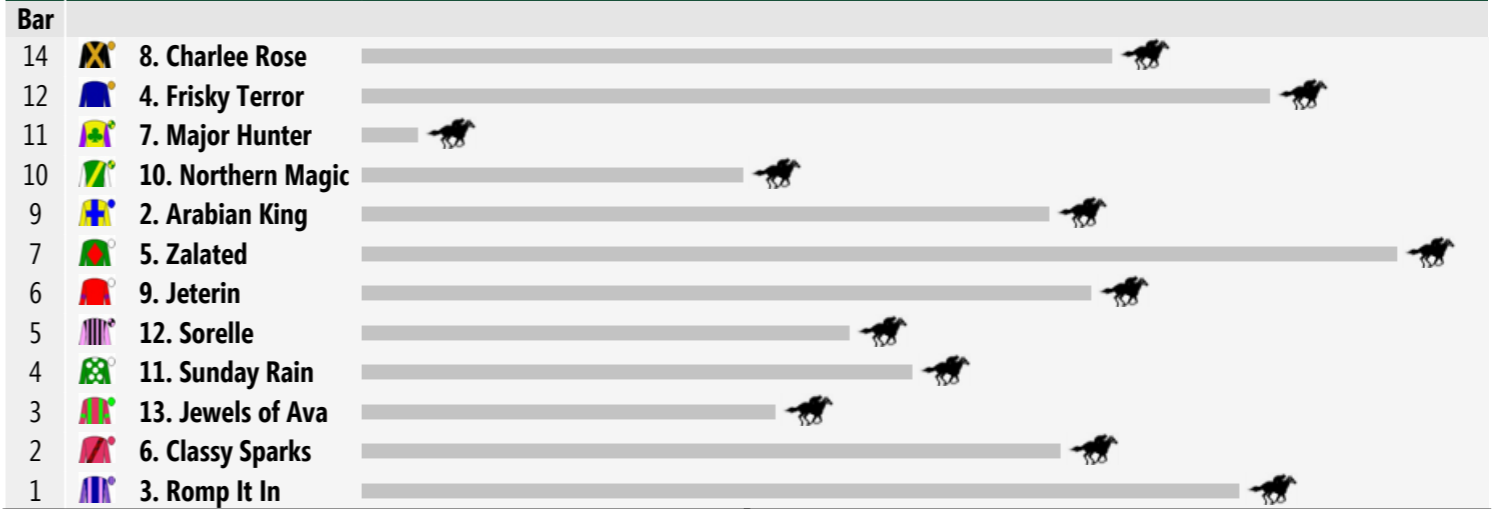 Bar
14 8. Charlee Rose
12 4. Frisky Terror
11 7. Major Hunter
10 10. Northern Magic
9 2. Arabian King
7 5. Zalated
6 9. Jeterin
5 12. Sorelle
4 11. Sunday Rain
3 13. Jewels of Ava
2 6. Classy Sparks
1 3. Romp It In